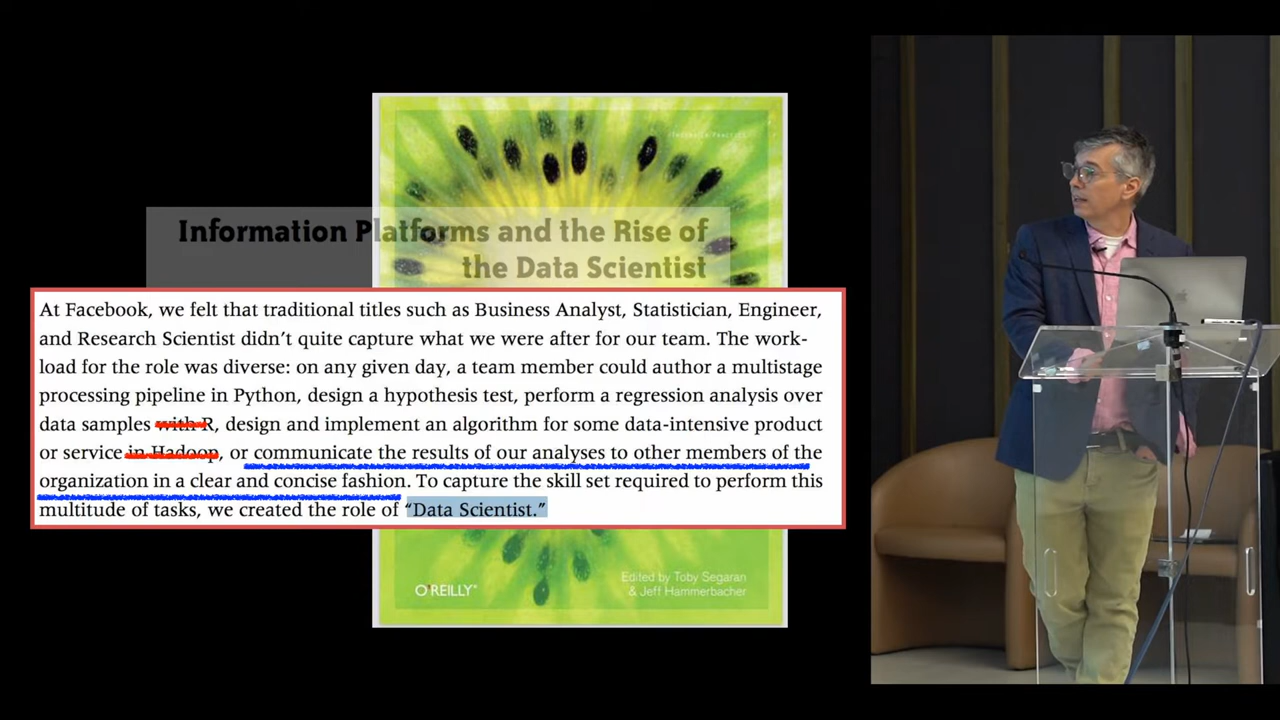 THEORY IN PRACTICE
Information Platforms and the Rise of
the Data Scientist
At Facebook, we felt that traditional titles such as Business Analyst, Statistician, Engineer,
and Research Scientist didn’t quite capture what we were after for our team. The work-
load for the role was diverse: on any given day, a team member could author a multistage
processing pipeline in Python, design a hypothesis test, perform a regression analysis over
data samples with R, design and implement an algorithm for some data-intensive product
or service in Hadoop, or communicate the results of our analyses to other members of the
organization in a clear and concise fashion. To capture the skill set required to perform this
multitude of tasks, we created the role of “Data Scientist.”
O'REILLY®
Edited by Toby Segaran
& Jeff Hammerbacher